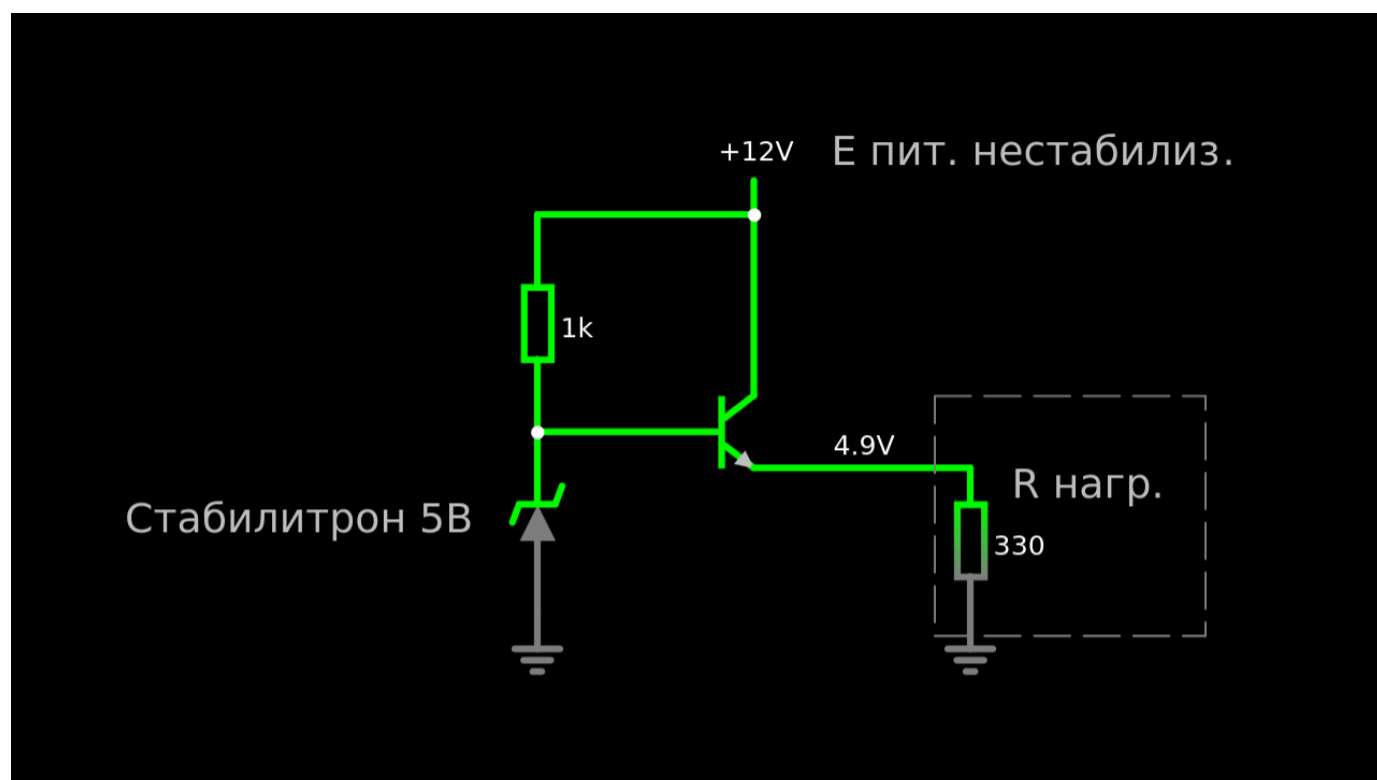 +12V
E пит. нестабилиз.
1k
4.9V
R нагр.
Стабилитрон 5В
330